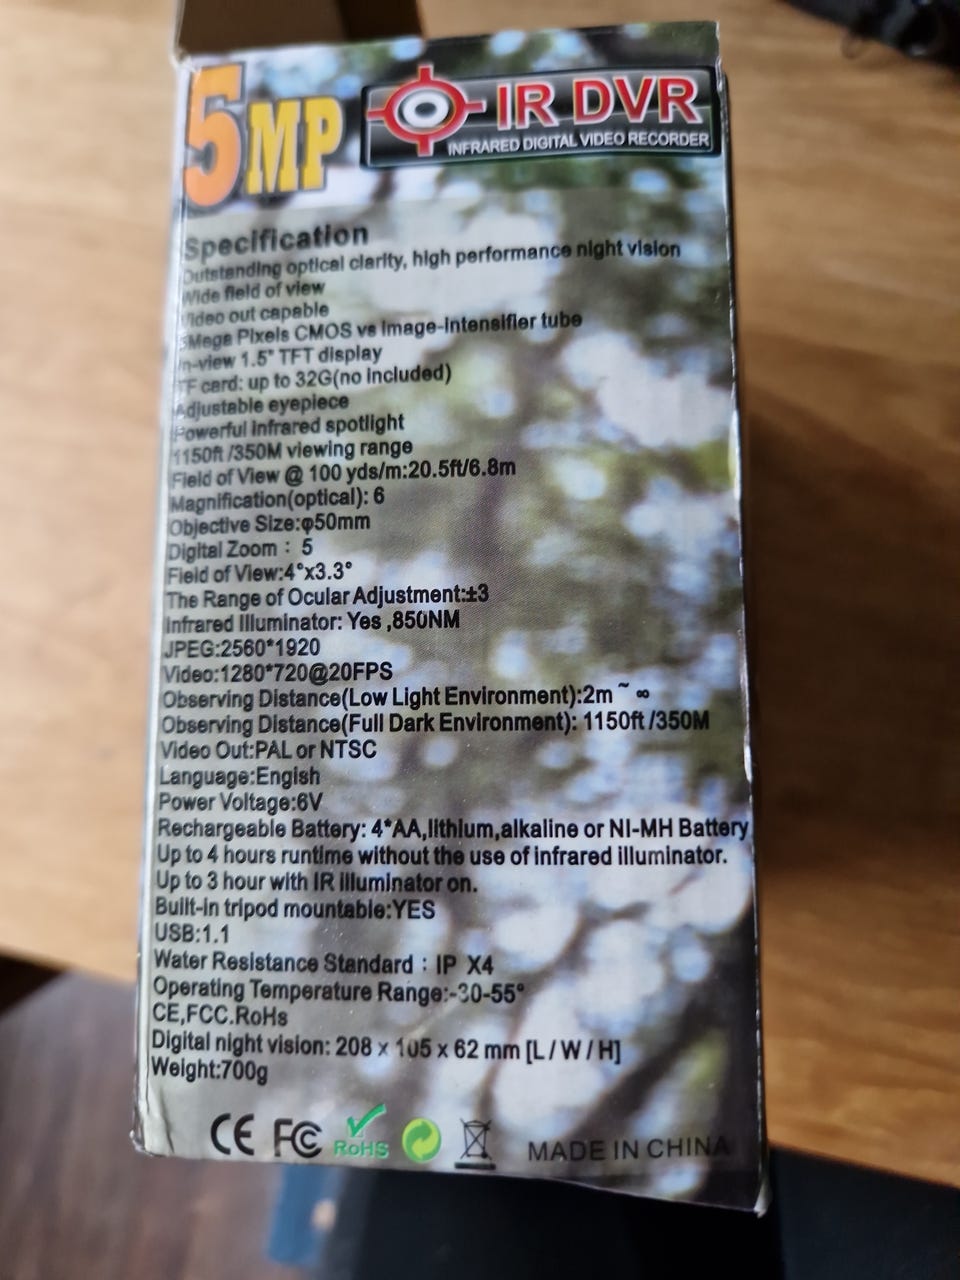 5MP
IR DVR
INFRARED DIGITAL VIDEO RECORDER
Specification
Outstanding optical clarity, high performance night vision
Wide field of view
Video out capable
5Mega Pixels CMOS vs image-intensifier tube
In-view 1.5" TFT display
TF card: up to 32G(no included)
Adjustable eyepiece
Powerful infrared spotlight
1150ft /350M viewing range
Field of View @ 100 yds/m:20.5ft/6.8m
Magnification(optical): 6
Objective Size:φ50mm
Digital Zoom : 5
Field of View:4°x3.3°
The Range of Ocular Adjustment:±3
Infrared Illuminator: Yes ,850NM
JPEG:2560*1920
Video:1280*720@20FPS
Observing Distance(Low Light Environment):2m ~ ∞
Observing Distance(Full Dark Environment): 1150ft /350M
Video Out:PAL or NTSC
Language:Engish
Power Voltage:6V
Rechargeable Battery: 4*AA,lithium,alkaline or NI-MH Battery
Up to 4 hours runtime without the use of infrared illuminator.
Up to 3 hour with IR illuminator on.
Built-in tripod mountable:YES
USB:1.1
Water Resistance Standard : IP X4
Operating Temperature Range:-30-55°
CE,FCC.RoHs
Digital night vision: 208 x 105 x 62 mm [L / W / H]
Weight:700g
CE FC RoHS MADE IN CHINA